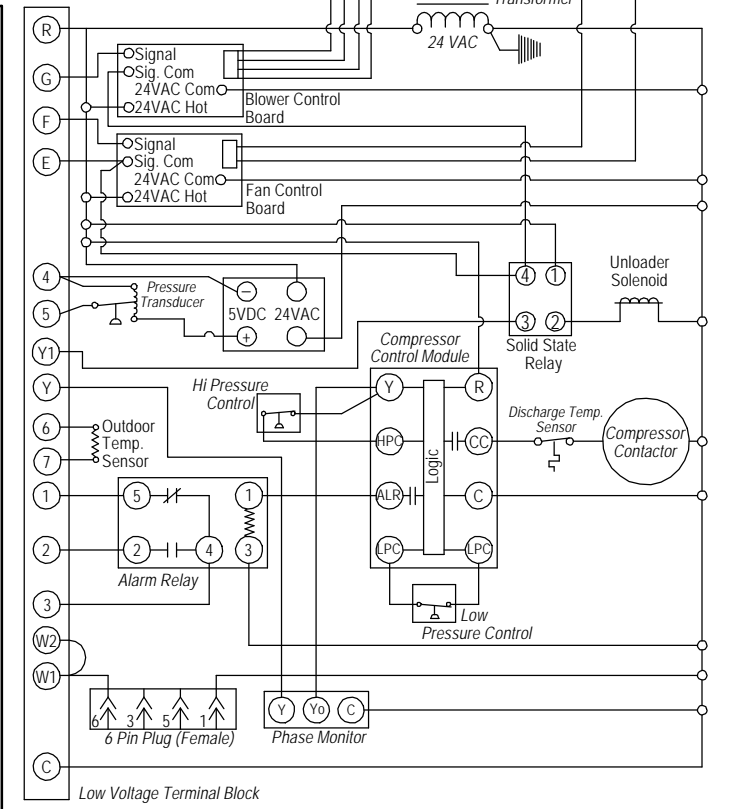 Transformer
R
24 VAC
Signal
G
Sig. Com
24VAC Com
Blower Control
Board
24VAC Hot
F
Signal
E
Sig. Com
24VAC Com
Fan Control
Board
24VAC Hot
4
Pressure
Transducer
5
−
5VDC
24VAC
+
4
1
3
2
Solid State
Relay
Unloader
Solenoid
Y1
Compressor
Control Module
Y
Hi Pressure
Control
Y
R
HPC
CC
Logic
ALR
C
LPC
LPC
Discharge Temp.
Sensor
Compressor
Contactor
6
Outdoor
Temp.
Sensor
7
1
5
1
2
2
4
3
Alarm Relay
3
Low
Pressure Control
W2
W1
6
3
5
1
6 Pin Plug (Female)
Y
Yo
C
Phase Monitor
C
Low Voltage Terminal Block